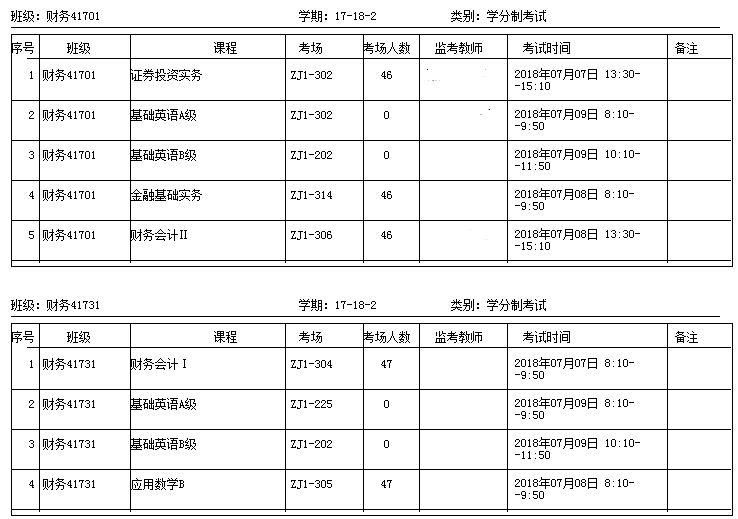 班级: 财务41701 学期: 17-18-2 类别: 学分制考试
序号 班级 课程 考场 考场人数 监考教师 考试时间 备注
1 财务41701 证券投资实务 ZJ1-302 46 2018年07月07日 13:30-
-15:10
2 财务41701 基础英语A级 ZJ1-302 0 2018年07月09日 8:10-
-9:50
3 财务41701 基础英语B级 ZJ1-202 0 2018年07月09日 10:10-
-11:50
4 财务41701 金融基础实务 ZJ1-314 46 2018年07月08日 8:10-
-9:50
5 财务41701 财务会计Ⅱ ZJ1-306 46 2018年07月08日 13:30-
-15:10
班级: 财务41731 学期: 17-18-2 类别: 学分制考试
序号 班级 课程 考场 考场人数 监考教师 考试时间 备注
1 财务41731 财务会计Ⅰ ZJ1-304 47 2018年07月07日 8:10-
-9:50
2 财务41731 基础英语A级 ZJ1-225 0 2018年07月09日 8:10-
-9:50
3 财务41731 基础英语B级 ZJ1-202 0 2018年07月09日 10:10-
-11:50
4 财务41731 应用数学B ZJ1-305 47 2018年07月08日 8:10-
-9:50